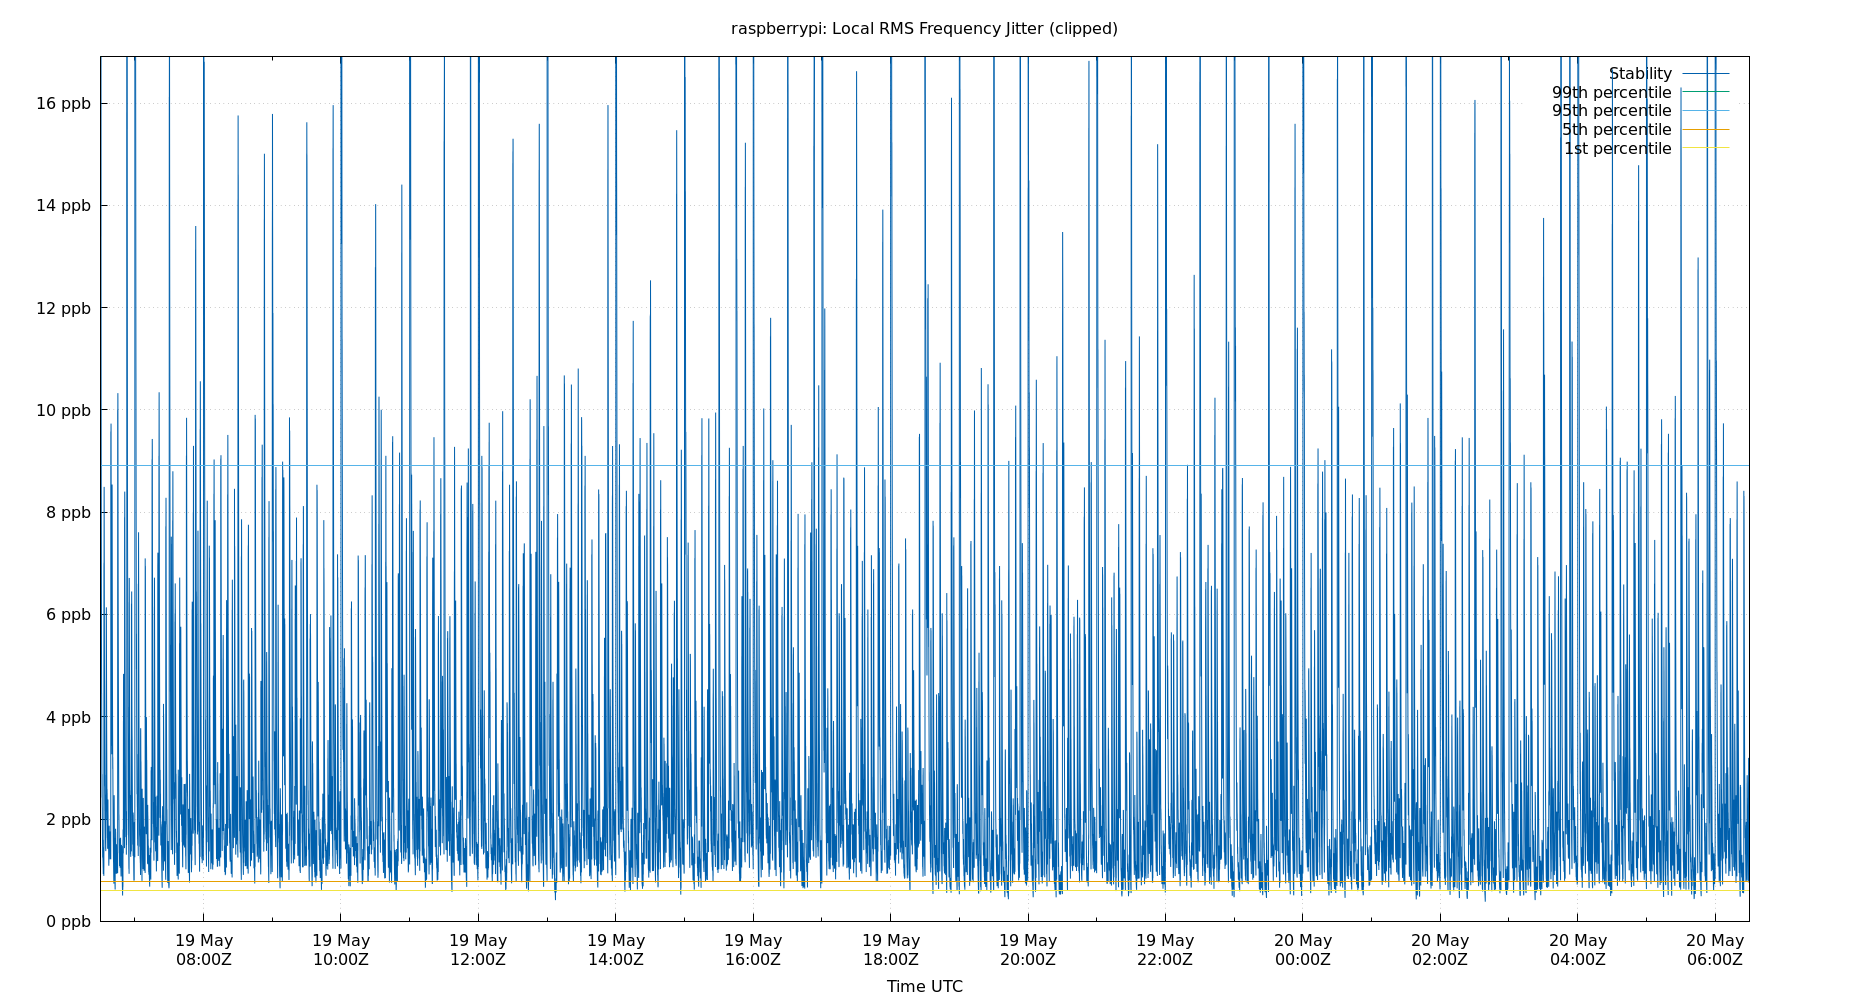 raspberrypi: Local RMS Frequency Jitter (clipped)
Stability
99th percentile
95th percentile
5th percentile
1st percentile
16 ppb
14 ppb
12 ppb
10 ppb
8 ppb
6 ppb
4 ppb
2 ppb
0 ppb
19 May 19 May 19 May 19 May 19 May 19 May 19 May 19 May 20 May 20 May 20 May 20 May
08:00Z 10:00Z 12:00Z 14:00Z 16:00Z 18:00Z 20:00Z 22:00Z 00:00Z 02:00Z 04:00Z 06:00Z
Time UTC